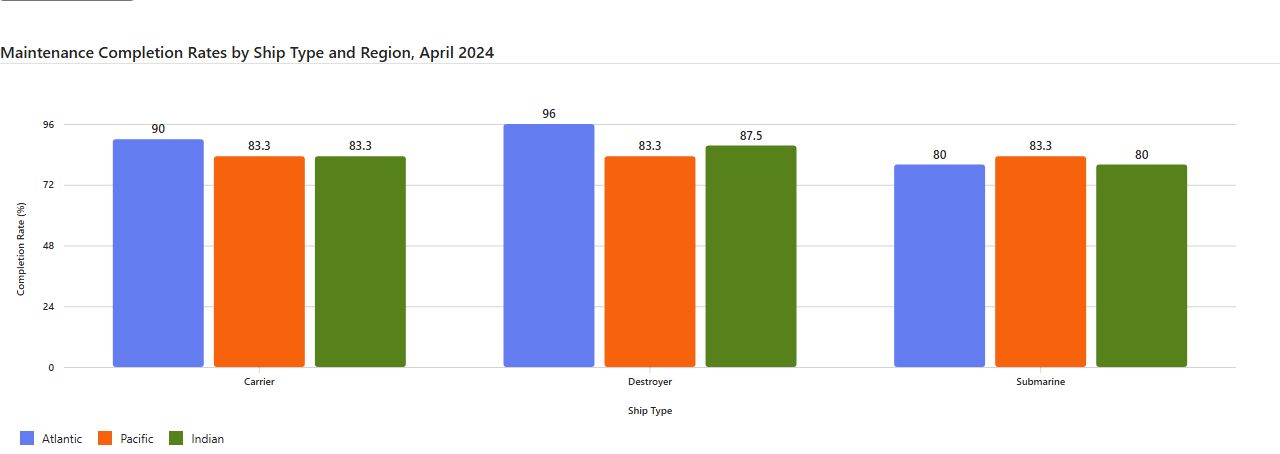 Maintenance Completion Rates by Ship Type and Region, April 2024
Completion Rate (%)
96
72
48
24
0
90
83.3
83.3
96
83.3
87.5
80
83.3
80
Carrier
Destroyer
Submarine
Ship Type
Atlantic
Pacific
Indian